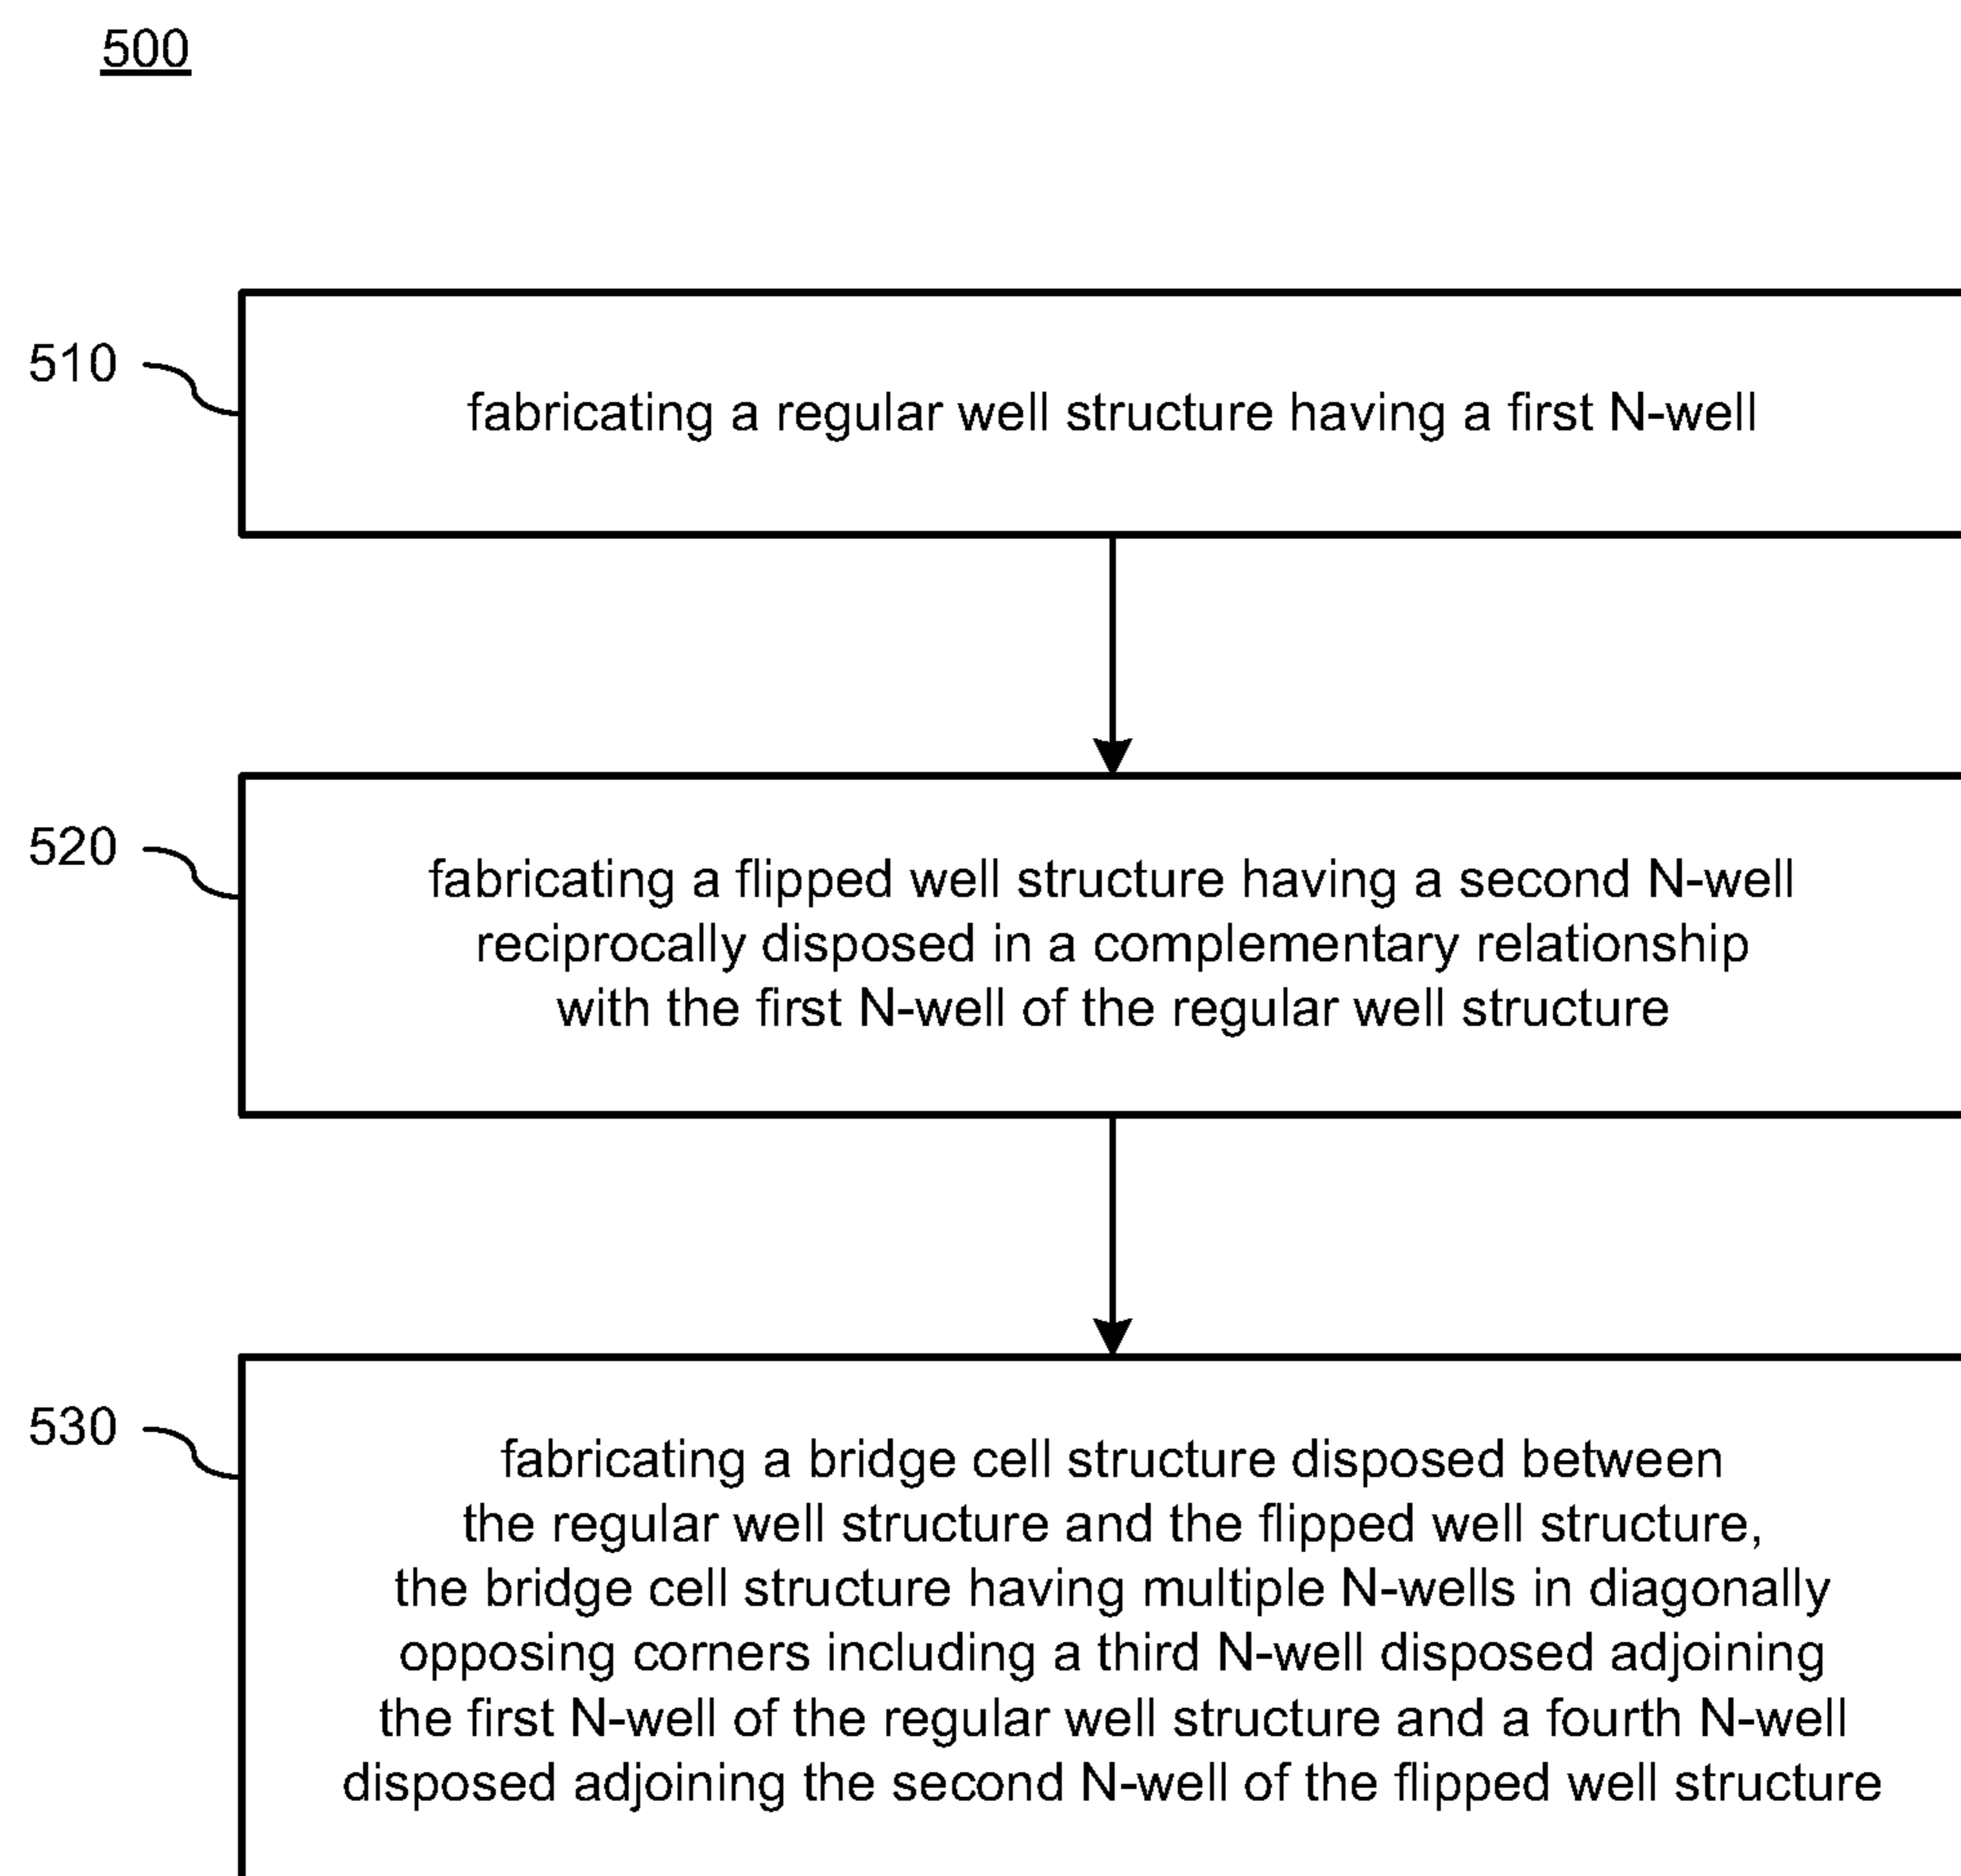 500
510
fabricating a regular well structure having a first N-well
520
fabricating a flipped well structure having a second N-well
reciprocally disposed in a complementary relationship
with the first N-well of the regular well structure
530
fabricating a bridge cell structure disposed between
the regular well structure and the flipped well structure,
the bridge cell structure having multiple N-wells in diagonally
opposing corners including a third N-well disposed adjoining
the first N-well of the regular well structure and a fourth N-well
disposed adjoining the second N-well of the flipped well structure